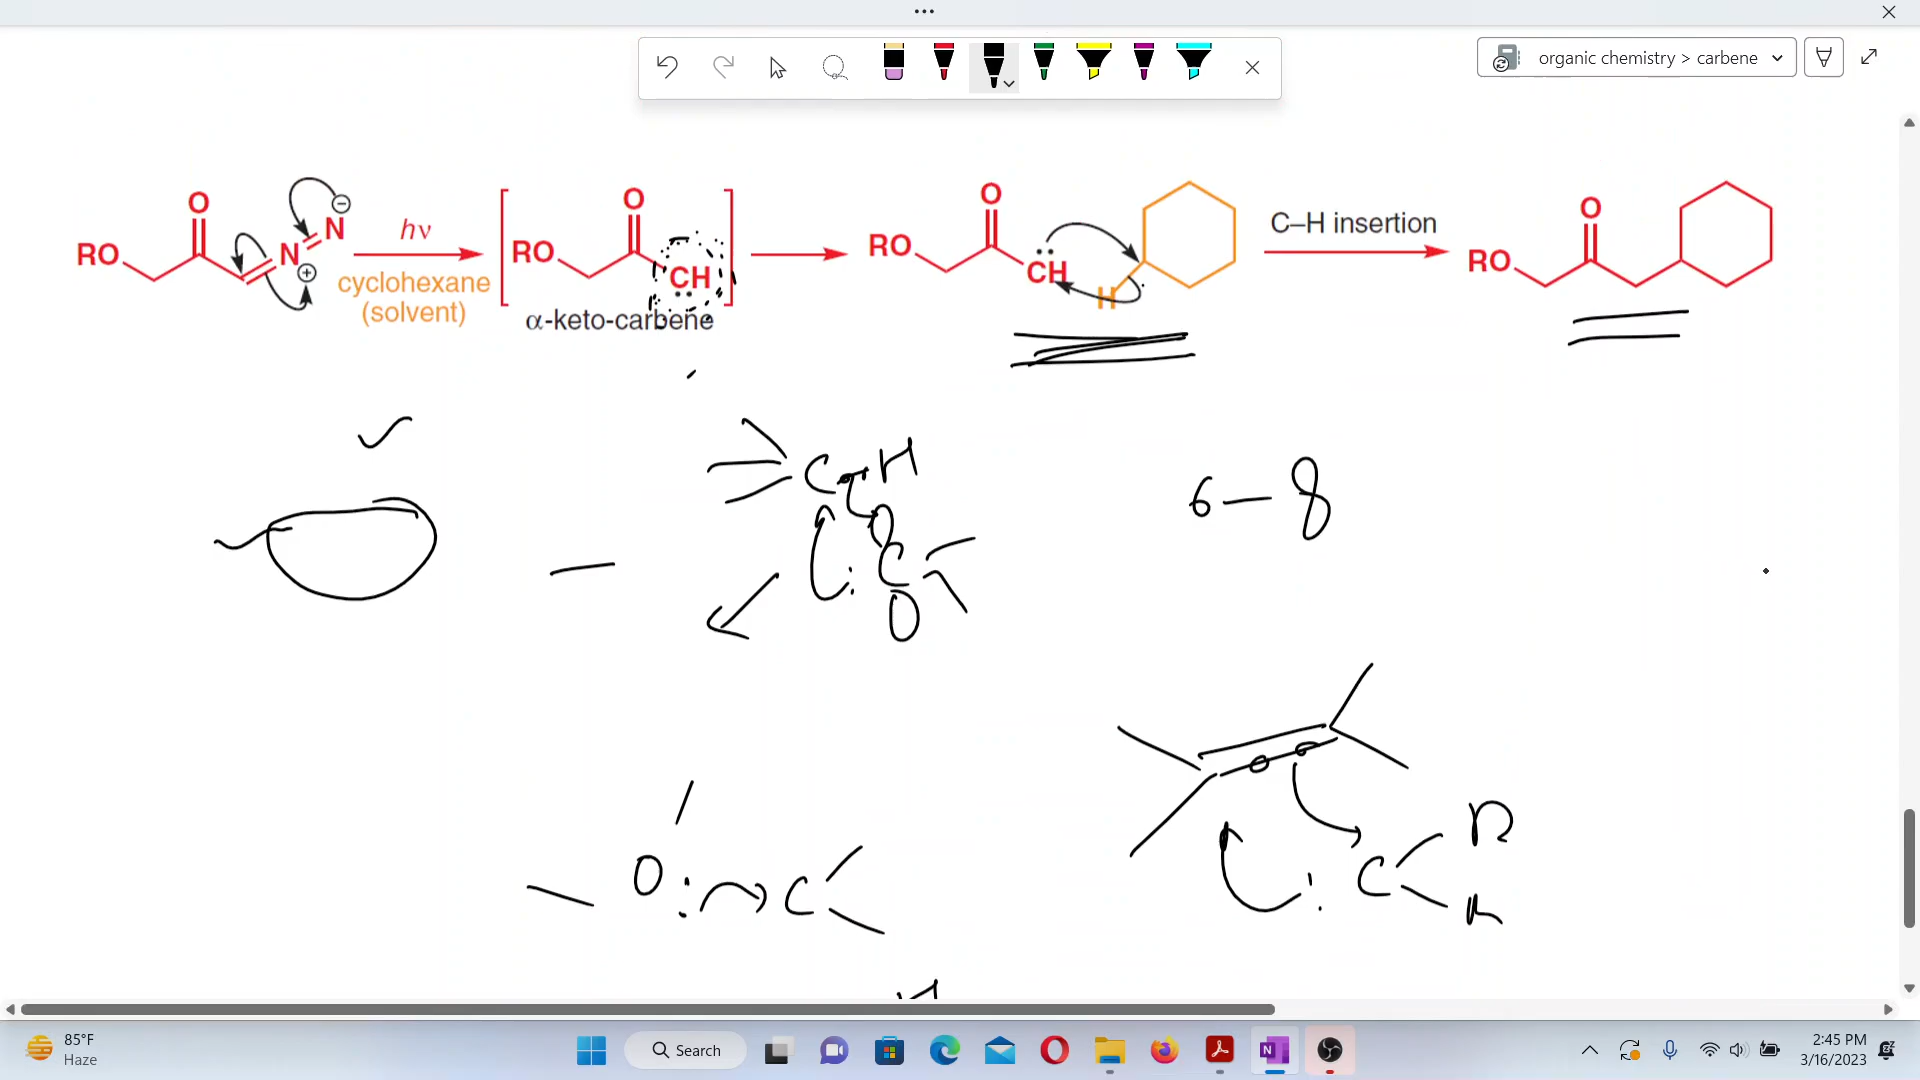 organic chemistry > carbene
O
RO
N
N
⊖
⊕
hν
cyclohexane
(solvent)
O
RO
CH
α-keto-carbene
O
RO
CH
H
C–H insertion
O
RO
C H
: C
O
6 – 8
O : C
: C
R
H
85°F
Haze
Search
2:45 PM
3/16/2023